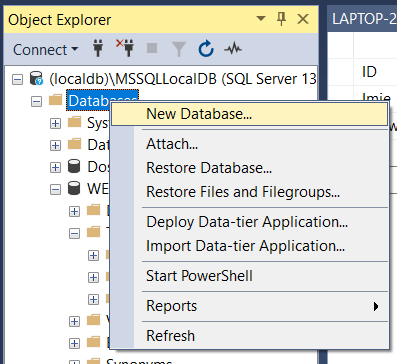 Object Explorer
LAPTOP-2
Connect
(localdb)\MSSQLLocalDB (SQL Server 13
ID
Databases
Imię
New Database...
Sys
Attach...
Dat
Restore Database...
Dos
Restore Files and Filegroups...
WE
Deploy Data-tier Application...
Import Data-tier Application...
Start PowerShell
Reports
Refresh
Synonyms